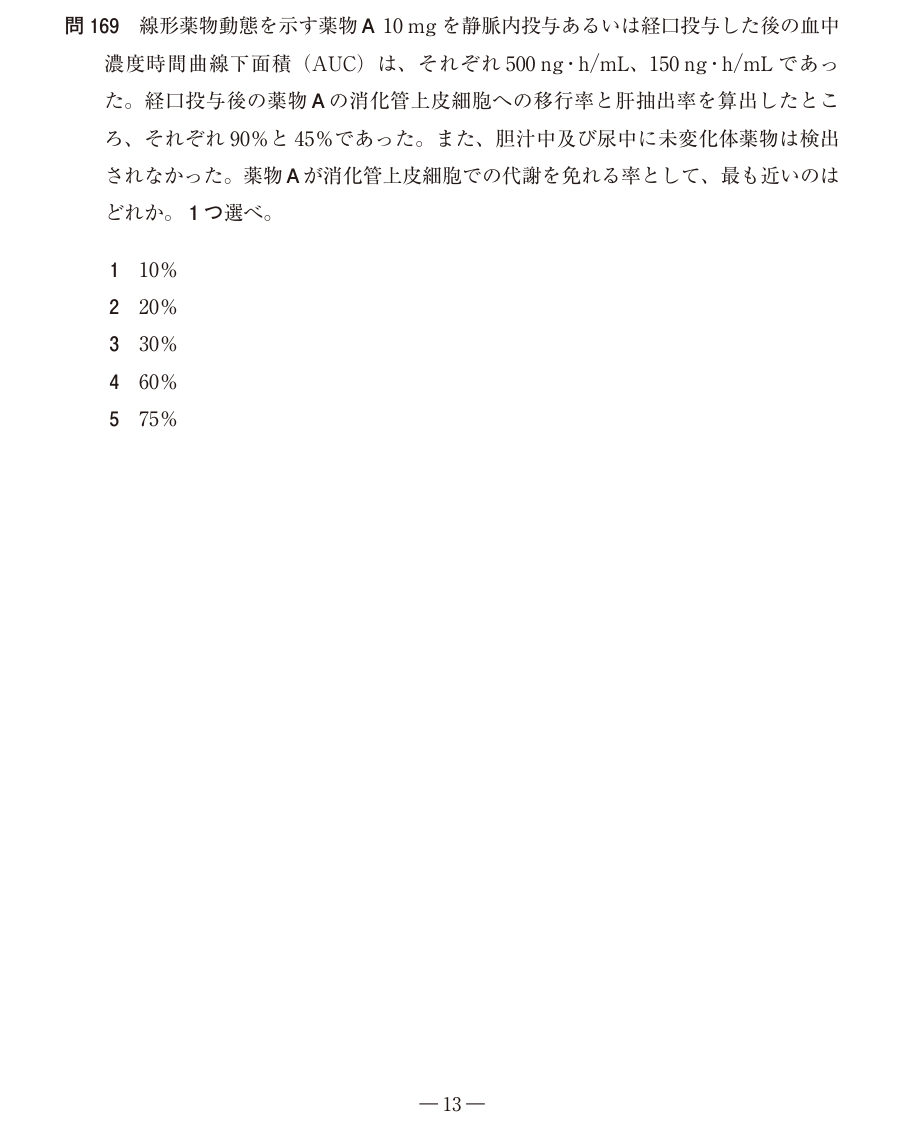 問 169 線形薬物動態を示す薬物A 10 mg を静脈内投与あるいは経口投与した後の血中
濃度時間曲線下面積(AUC)は、それぞれ 500 ng・h/mL、150 ng・h/mL であっ
た。経口投与後の薬物Aの消化管上皮細胞への移行率と肝抽出率を算出したとこ
ろ、それぞれ 90%と 45%であった。また、胆汁中及び尿中に未変化体薬物は検出
されなかった。薬物Aが消化管上皮細胞での代謝を免れる率として、最も近いのは
どれか。1つ選べ。
1 10%
2 20%
3 30%
4 60%
5 75%
― 13 ―